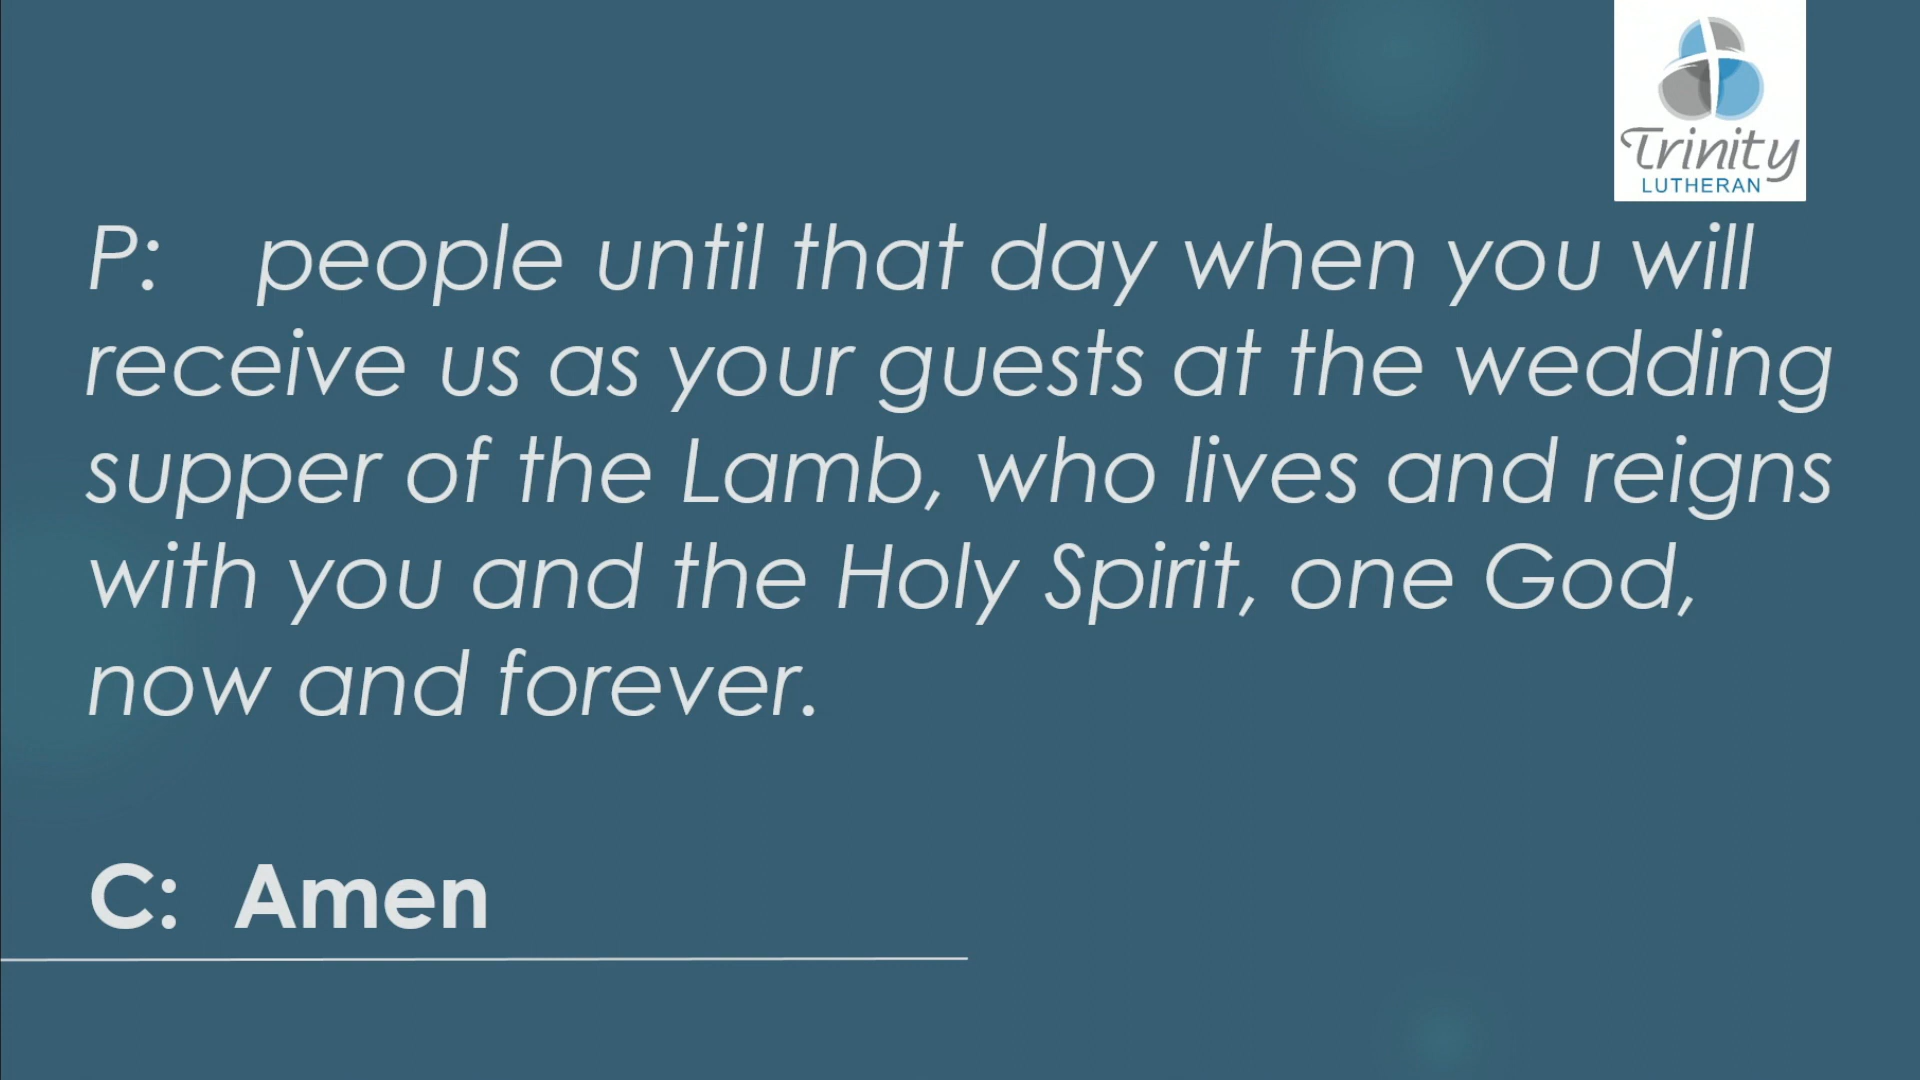 Trinity
LUTHERAN
P: people until that day when you will
receive us as your guests at the wedding
supper of the Lamb, who lives and reigns
with you and the Holy Spirit, one God,
now and forever.
C: Amen